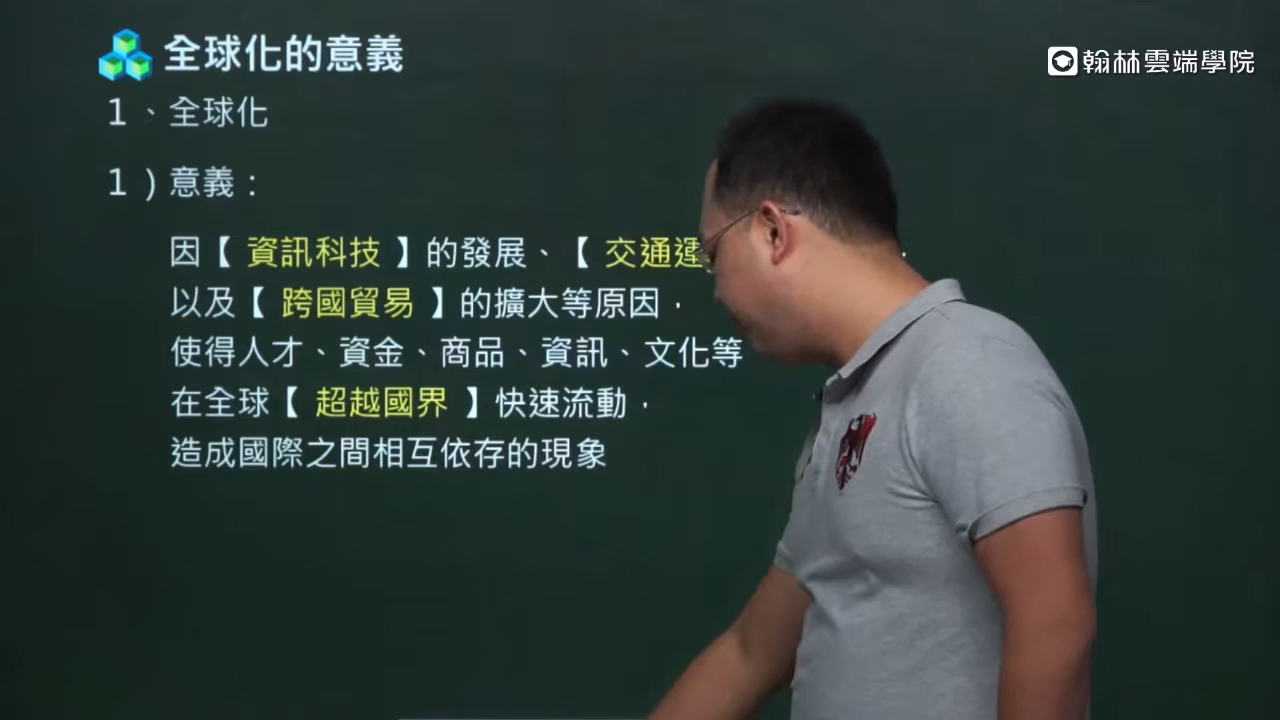 全球化的意義
翰林雲端學院
1、全球化
1)意義:
因【 資訊科技 】的發展、【 交通運
以及【 跨國貿易 】的擴大等原因,
使得人才、資金、商品、資訊、文化等
在全球【 超越國界 】快速流動,
造成國際之間相互依存的現象